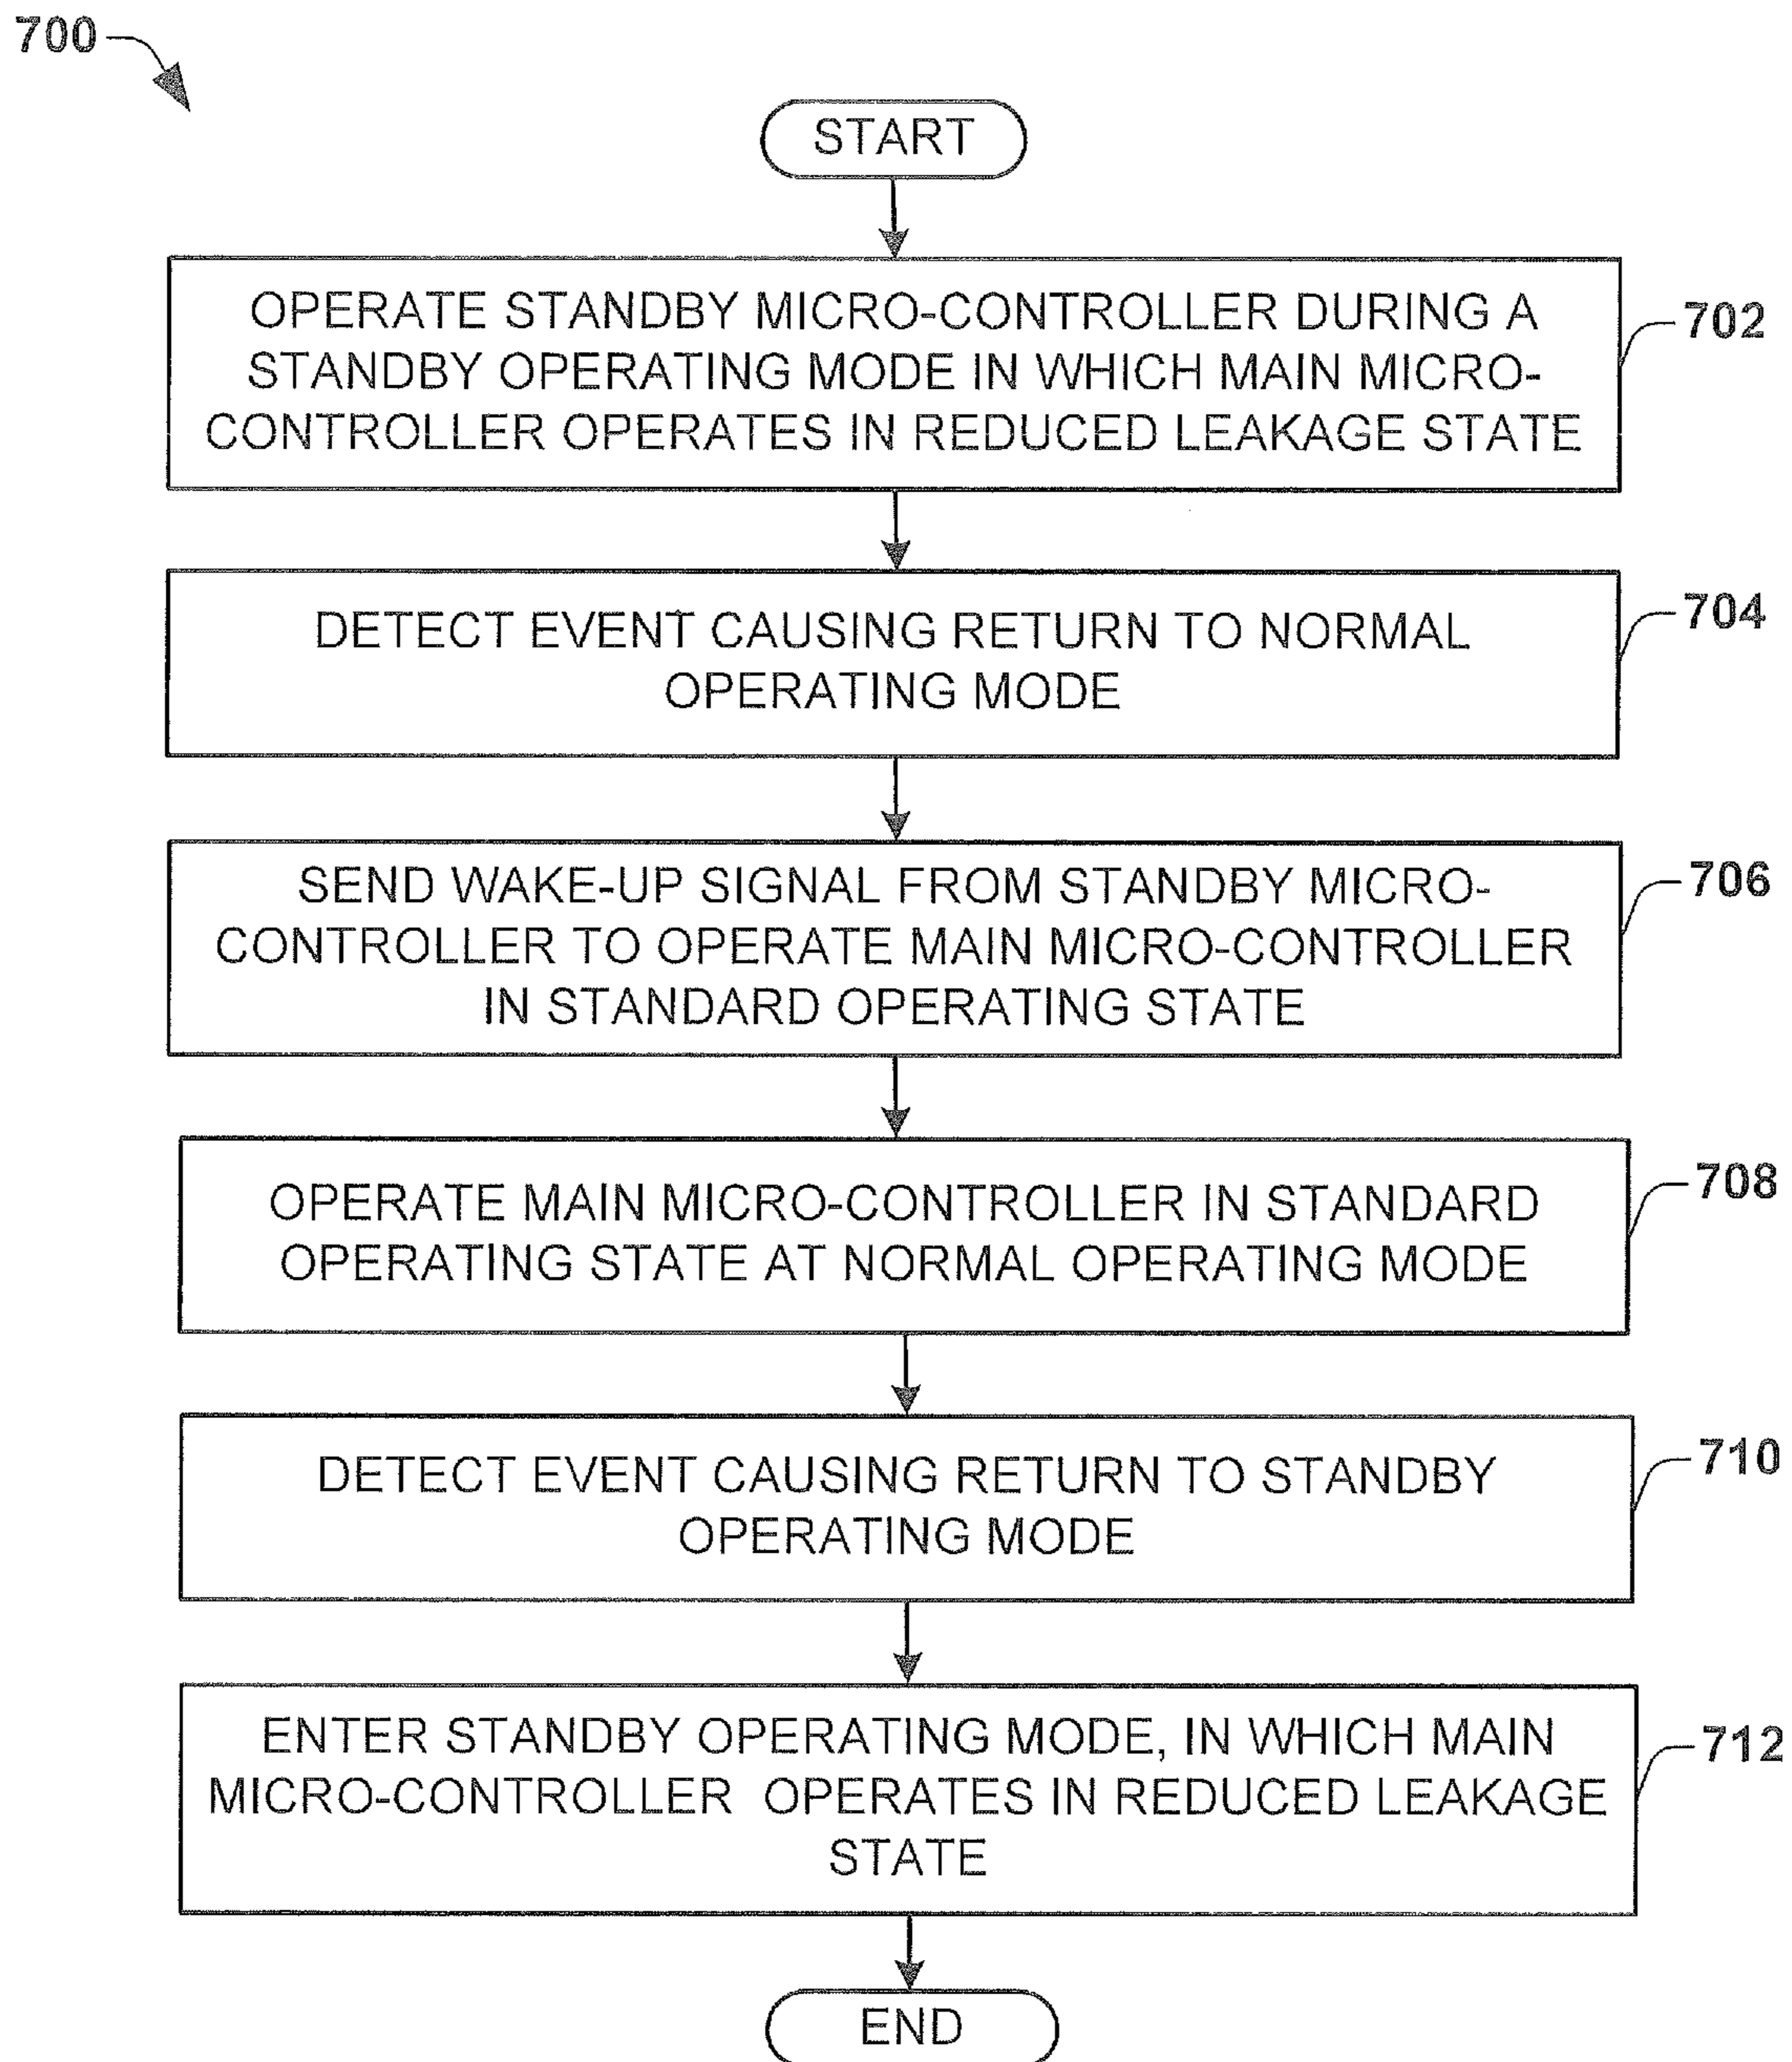 700
START
OPERATE STANDBY MICRO-CONTROLLER DURING A
STANDBY OPERATING MODE IN WHICH MAIN MICRO-
CONTROLLER OPERATES IN REDUCED LEAKAGE STATE
702
DETECT EVENT CAUSING RETURN TO NORMAL
OPERATING MODE
704
SEND WAKE-UP SIGNAL FROM STANDBY MICRO-
CONTROLLER TO OPERATE MAIN MICRO-CONTROLLER
IN STANDARD OPERATING STATE
706
OPERATE MAIN MICRO-CONTROLLER IN STANDARD
OPERATING STATE AT NORMAL OPERATING MODE
708
DETECT EVENT CAUSING RETURN TO STANDBY
OPERATING MODE
710
ENTER STANDBY OPERATING MODE, IN WHICH MAIN
MICRO-CONTROLLER OPERATES IN REDUCED LEAKAGE
STATE
712
END